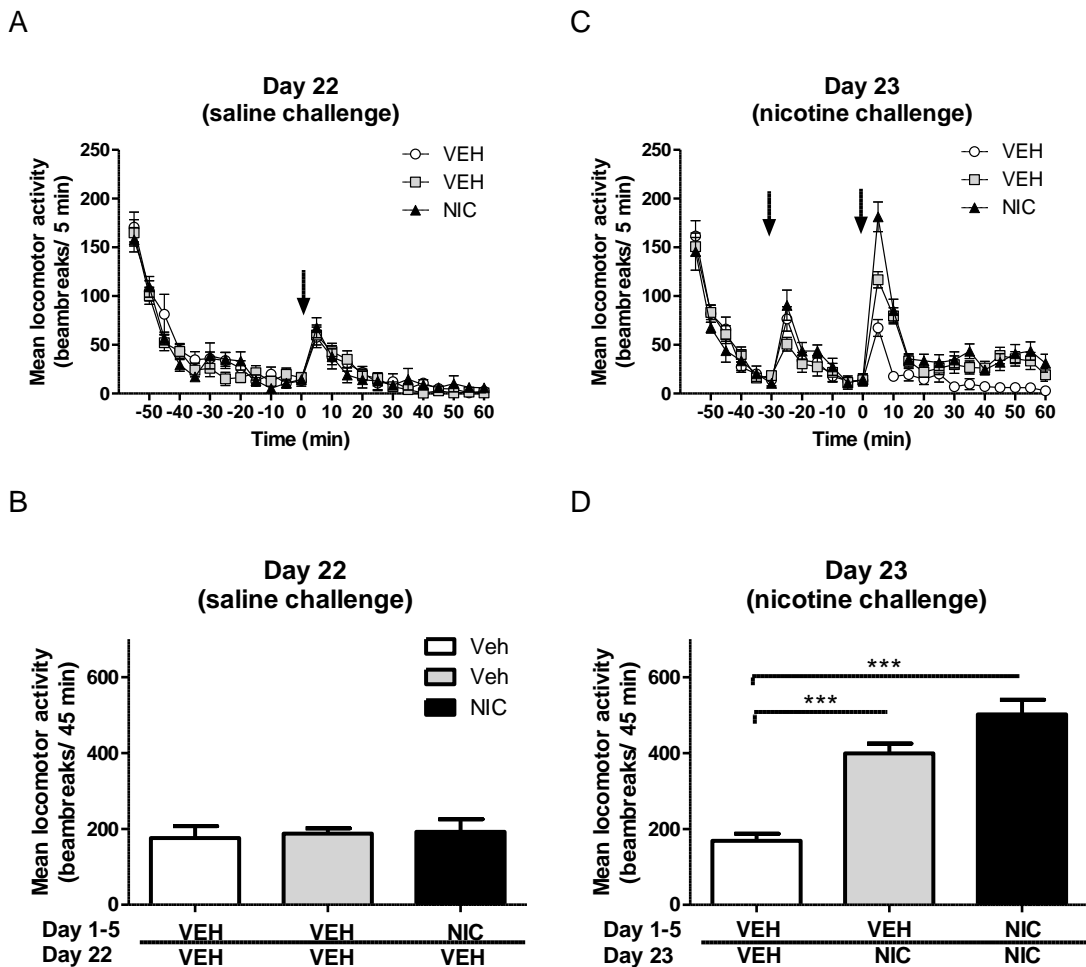 A
Day 22
(saline challenge)
Mean locomotor activity
(beambreaks/ 5 min)
250
200
150
100
50
0
VEH
VEH
NIC
-50 -40 -30 -20 -10 0 10 20 30 40 50 60
Time (min)
C
Day 23
(nicotine challenge)
Mean locomotor activity
(beambreaks/ 5 min)
250
200
150
100
50
0
VEH
VEH
NIC
-50 -40 -30 -20 -10 0 10 20 30 40 50 60
Time (min)
B
Day 22
(saline challenge)
Mean locomotor activity
(beambreaks/ 45 min)
600
400
200
0
Veh
Veh
NIC
Day 1-5 VEH VEH NIC
Day 22 VEH VEH VEH
D
Day 23
(nicotine challenge)
Mean locomotor activity
(beambreaks/ 45 min)
600
400
200
0
***
***
Day 1-5 VEH VEH NIC
Day 23 VEH NIC NIC